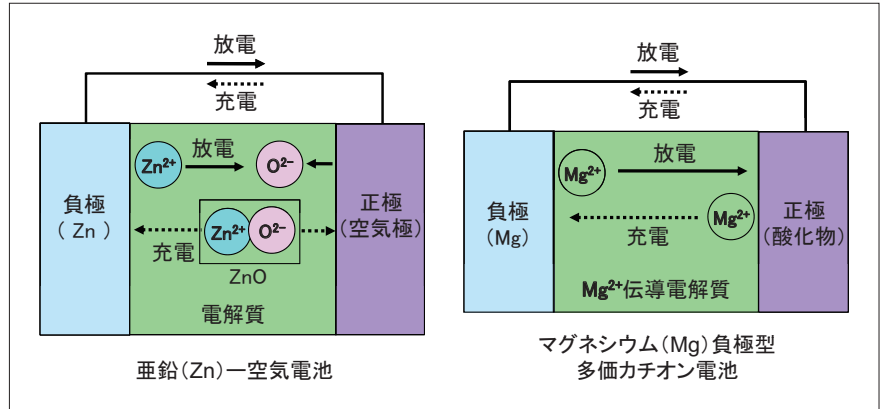 放電
充電
Zn²⁺
放電
O²⁻
負極
( Zn )
正極
(空気極)
充電
Zn²⁺
O²⁻
ZnO
電解質
亜鉛(Zn)ー空気電池
放電
充電
Mg²⁺
放電
負極
(Mg)
Mg²⁺
正極
(酸化物)
充電
Mg²⁺伝導電解質
マグネシウム(Mg)負極型
多価カチオン電池